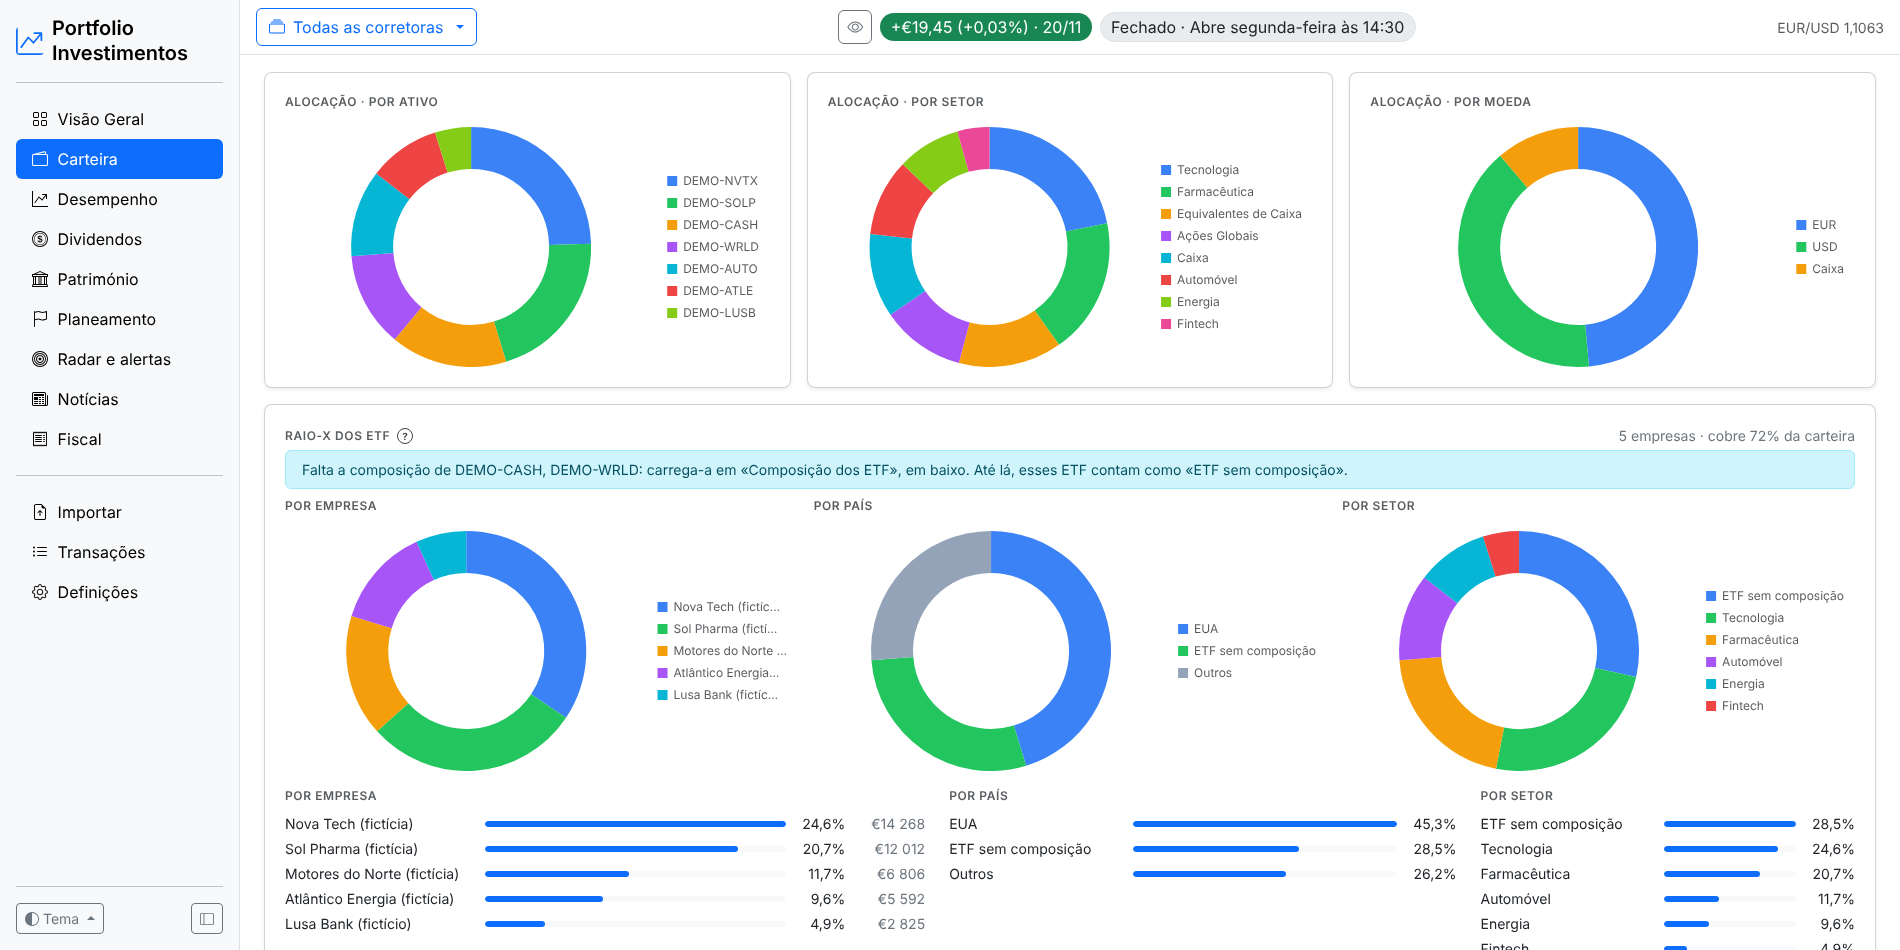 Portfolio
Investimentos
Visão Geral
Carteira
Desempenho
Dividendos
Património
Planeamento
Radar e alertas
Notícias
Fiscal
Importar
Transações
Definições
Tema
Todas as corretoras
+€19,45 (+0,03%) · 20/11
Fechado · Abre segunda-feira às 14:30
EUR/USD 1,1063
ALOCAÇÃO · POR ATIVO
DEMO-NVTX
DEMO-SOLP
DEMO-CASH
DEMO-WRLD
DEMO-AUTO
DEMO-ATLE
DEMO-LUSB
ALOCAÇÃO · POR SETOR
Tecnologia
Farmacêutica
Equivalentes de Caixa
Ações Globais
Caixa
Automóvel
Energia
Fintech
ALOCAÇÃO · POR MOEDA
EUR
USD
Caixa
RAIO-X DOS ETF ?
5 empresas · cobre 72% da carteira
Falta a composição de DEMO-CASH, DEMO-WRLD: carrega-a em «Composição dos ETF», em baixo. Até lá, esses ETF contam como «ETF sem composição».
POR EMPRESA
Nova Tech (fictíc...
Sol Pharma (fictí...
Motores do Norte ...
Atlântico Energia...
Lusa Bank (fictíc...
POR PAÍS
EUA
ETF sem composição
Outros
POR SETOR
ETF sem composição
Tecnologia
Farmacêutica
Automóvel
Energia
Fintech
POR EMPRESA
Nova Tech (fictícia) 24,6% €14 268
Sol Pharma (fictícia) 20,7% €12 012
Motores do Norte (fictícia) 11,7% €6 806
Atlântico Energia (fictícia) 9,6% €5 592
Lusa Bank (fictício) 4,9% €2 825
POR PAÍS
EUA 45,3%
ETF sem composição 28,5%
Outros 26,2%
POR SETOR
ETF sem composição 28,5%
Tecnologia 24,6%
Farmacêutica 20,7%
Automóvel 11,7%
Energia 9,6%
Fintech 4,9%